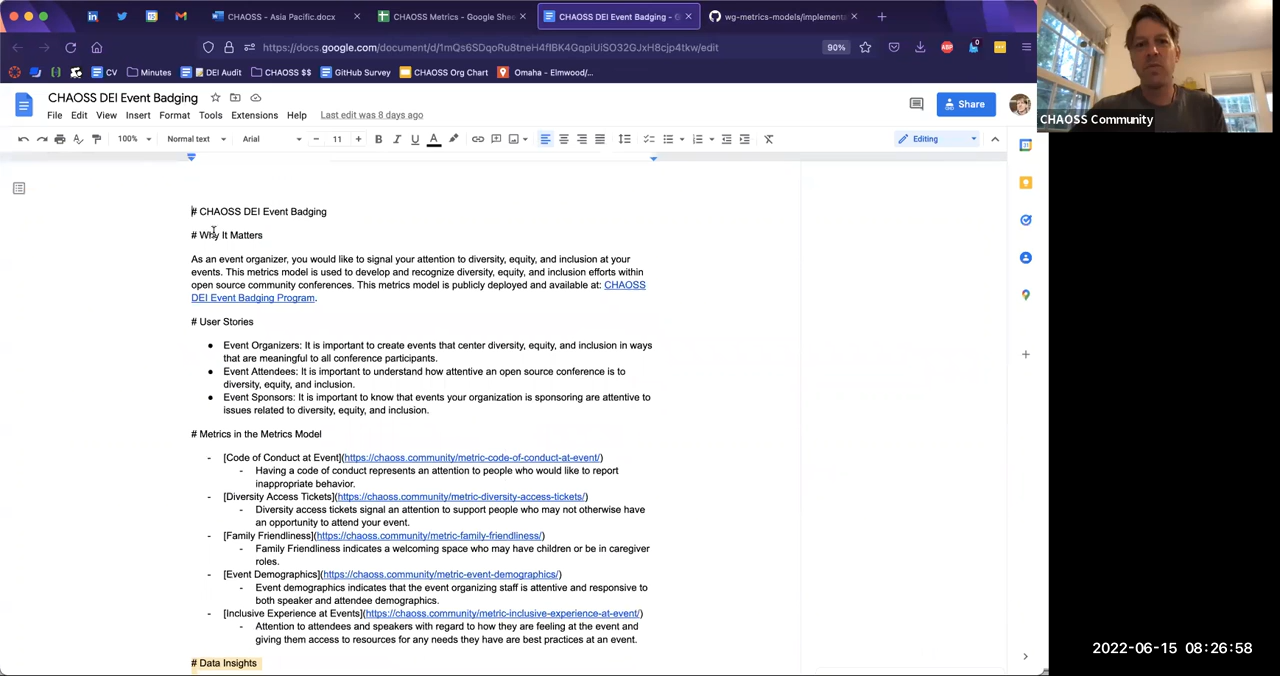 CHAOSS - Asia Pacific.docx
CHAOSS Metrics - Google Shee
CHAOSS DEI Event Badging - G
wg-metrics-models/implementa
https://docs.google.com/document/d/1mQs6SDqoRu8tneH4fIBK4GqpiUiSO32GJxH8cjp4tkw/edit
90%
ABP
0
CV
Minutes
DEI Audit
CHAOSS $$
GitHub Survey
CHAOSS Org Chart
Omaha - Elmwood/...
CHAOSS Community
CHAOSS DEI Event Badging
Share
File Edit View Insert Format Tools Extensions Help
Last edit was 8 days ago
100%
Normal text
Arial
11
B I U A
Editing
# CHAOSS DEI Event Badging
# Why It Matters
As an event organizer, you would like to signal your attention to diversity, equity, and inclusion at your
events. This metrics model is used to develop and recognize diversity, equity, and inclusion efforts within
open source community conferences. This metrics model is publicly deployed and available at: CHAOSS
DEI Event Badging Program.
# User Stories
● Event Organizers: It is important to create events that center diversity, equity, and inclusion in ways
that are meaningful to all conference participants.
● Event Attendees: It is important to understand how attentive an open source conference is to
diversity, equity, and inclusion.
● Event Sponsors: It is important to know that events your organization is sponsoring are attentive to
issues related to diversity, equity, and inclusion.
# Metrics in the Metrics Model
- [Code of Conduct at Event](https://chaoss.community/metric-code-of-conduct-at-event/)
- Having a code of conduct represents an attention to people who would like to report
inappropriate behavior.
- [Diversity Access Tickets](https://chaoss.community/metric-diversity-access-tickets/)
- Diversity access tickets signal an attention to support people who may not otherwise have
an opportunity to attend your event.
- [Family Friendliness](https://chaoss.community/metric-family-friendliness/)
- Family Friendliness indicates a welcoming space who may have children or be in caregiver
roles.
- [Event Demographics](https://chaoss.community/metric-event-demographics/)
- Event demographics indicates that the event organizing staff is attentive and responsive to
both speaker and attendee demographics.
- [Inclusive Experience at Events](https://chaoss.community/metric-inclusive-experience-at-event/)
- Attention to attendees and speakers with regard to how they are feeling at the event and
giving them access to resources for any needs they have are best practices at an event.
# Data Insights
2022-06-15 08:26:58